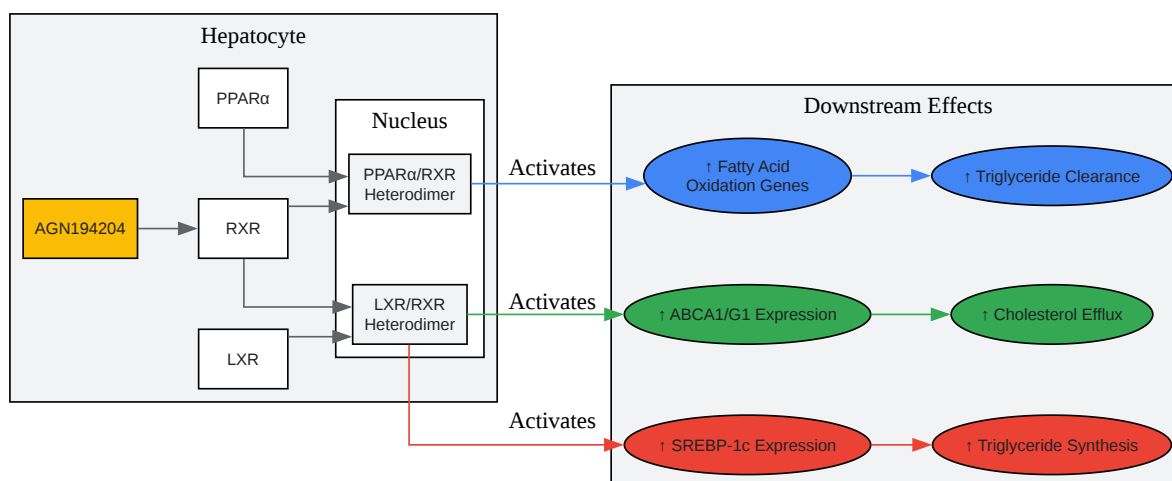 Hepatocyte
PPARα
Nucleus
PPARα/RXR
Heterodimer
AGN194204
RXR
LXR/RXR
Heterodimer
LXR
Activates
Activates
Activates
Downstream Effects
↑ Fatty Acid
Oxidation Genes
↑ Triglyceride Clearance
↑ ABCA1/G1 Expression
↑ Cholesterol Efflux
↑ SREBP-1c Expression
↑ Triglyceride Synthesis